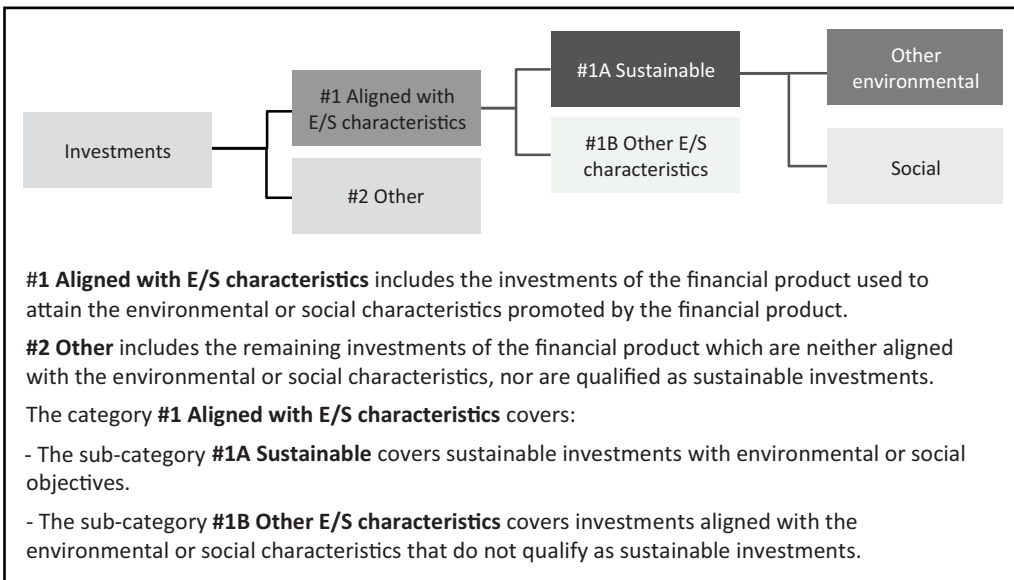 Investments
#1 Aligned with
E/S characteristics
#2 Other
#1A Sustainable
#1B Other E/S
characteristics
Other
environmental
Social
#1 Aligned with E/S characteristics includes the investments of the financial product used to
attain the environmental or social characteristics promoted by the financial product.
#2 Other includes the remaining investments of the financial product which are neither aligned
with the environmental or social characteristics, nor are qualified as sustainable investments.
The category #1 Aligned with E/S characteristics covers:
- The sub-category #1A Sustainable covers sustainable investments with environmental or social
objectives.
- The sub-category #1B Other E/S characteristics covers investments aligned with the
environmental or social characteristics that do not qualify as sustainable investments.